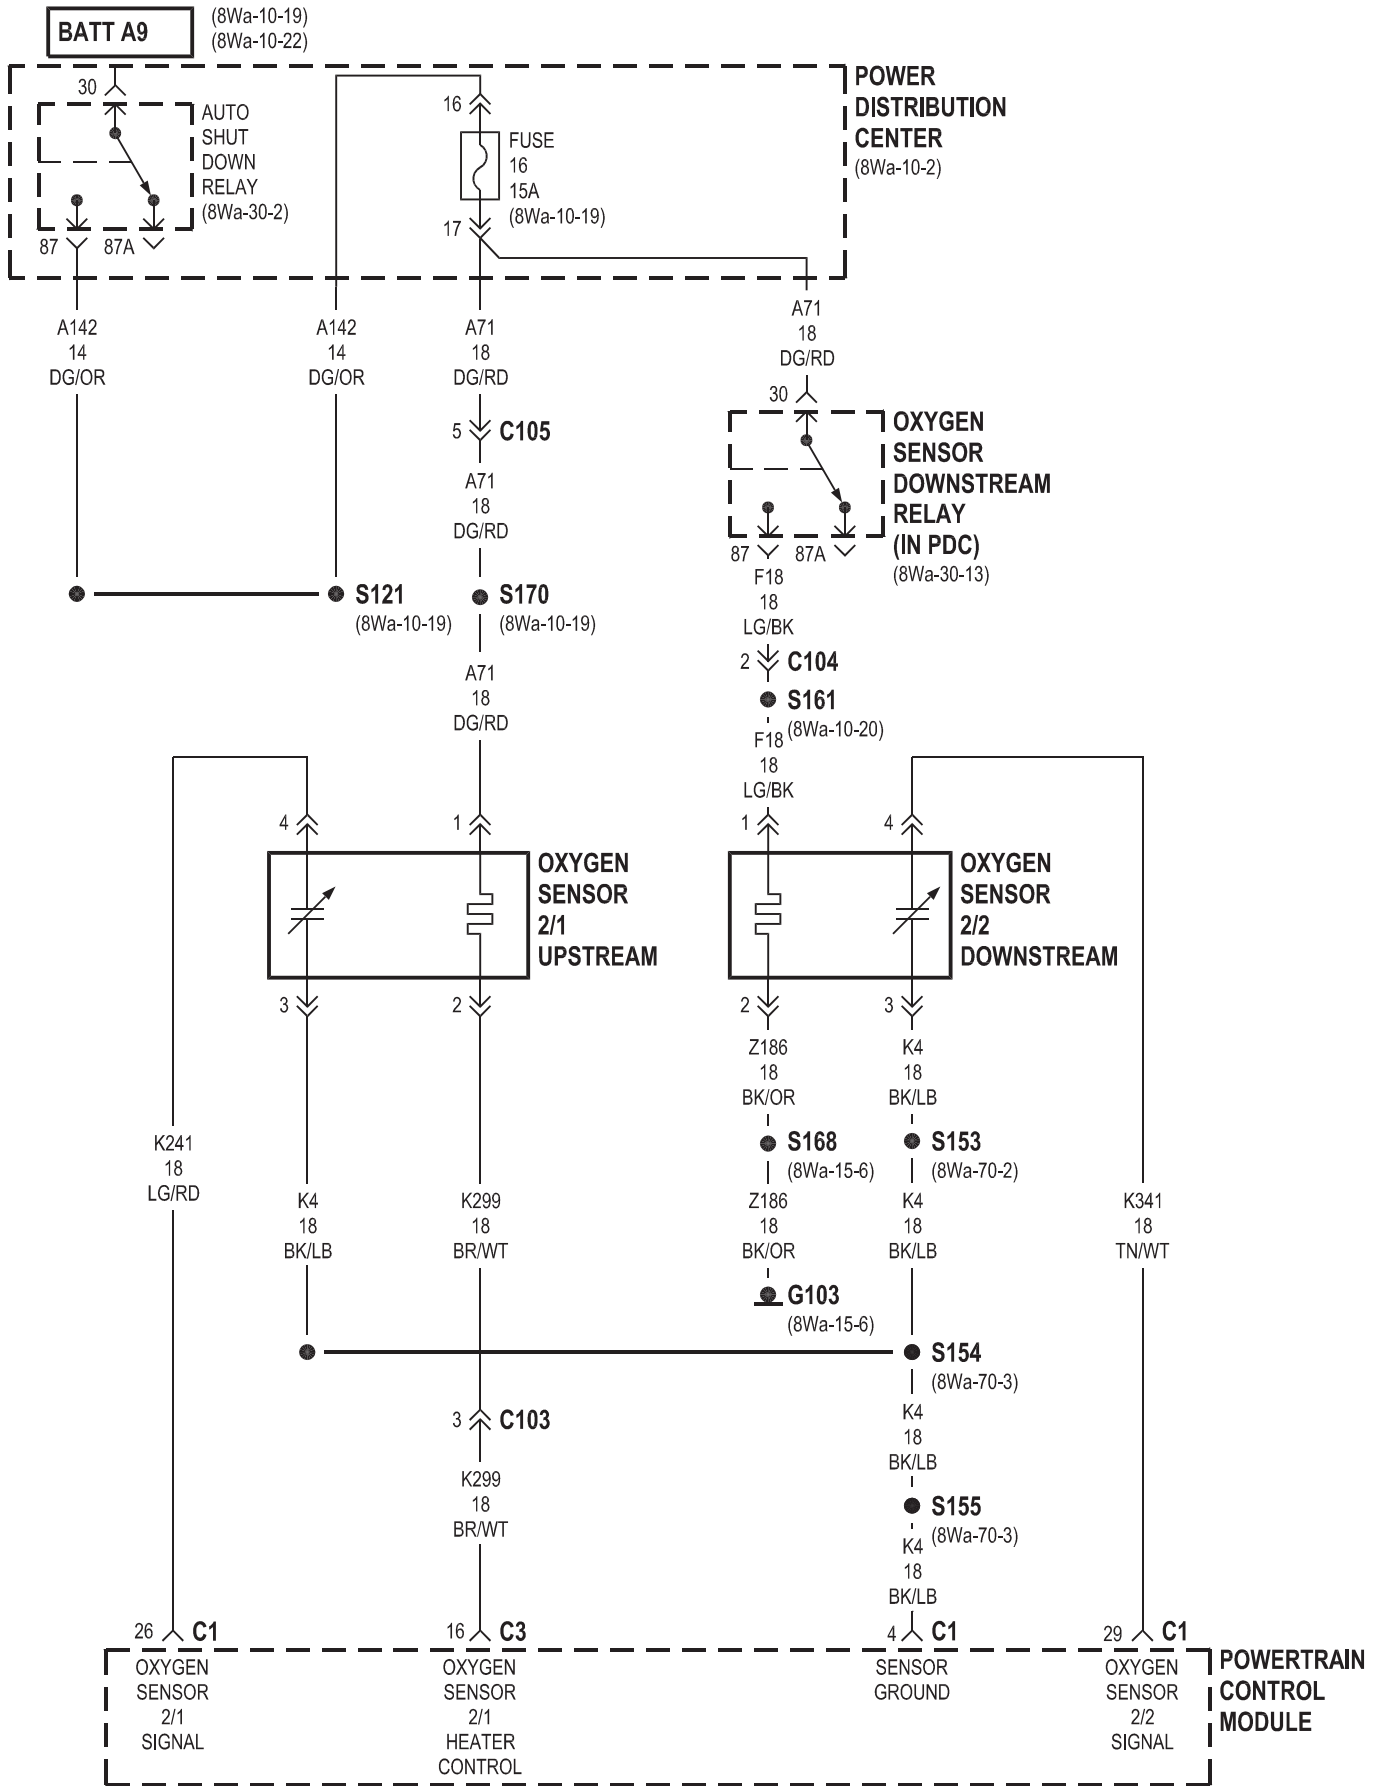 BATT A9
(8Wa-10-19)
(8Wa-10-22)
30
AUTO
SHUT
DOWN
RELAY
(8Wa-30-2)
87
87A
16
FUSE
16
15A
(8Wa-10-19)
17
POWER
DISTRIBUTION
CENTER
(8Wa-10-2)
A142
14
DG/OR
A142
14
DG/OR
A71
18
DG/RD
A71
18
DG/RD
5
C105
A71
18
DG/RD
30
OXYGEN
SENSOR
DOWNSTREAM
RELAY
(IN PDC)
(8Wa-30-13)
87
87A
S121
(8Wa-10-19)
S170
(8Wa-10-19)
F18
18
LG/BK
2
C104
S161
(8Wa-10-20)
A71
18
DG/RD
F18
18
LG/BK
4
1
OXYGEN
SENSOR
2/1
UPSTREAM
3
2
1
4
OXYGEN
SENSOR
2/2
DOWNSTREAM
2
3
Z186
18
BK/OR
K4
18
BK/LB
S168
(8Wa-15-6)
S153
(8Wa-70-2)
K241
18
LG/RD
K4
18
BK/LB
K299
18
BR/WT
Z186
18
BK/OR
K4
18
BK/LB
K341
18
TN/WT
G103
(8Wa-15-6)
S154
(8Wa-70-3)
3
C103
K4
18
BK/LB
K299
18
BR/WT
S155
(8Wa-70-3)
K4
18
BK/LB
26
C1
16
C3
4
C1
29
C1
OXYGEN
SENSOR
2/1
SIGNAL
OXYGEN
SENSOR
2/1
HEATER
CONTROL
SENSOR
GROUND
OXYGEN
SENSOR
2/2
SIGNAL
POWERTRAIN
CONTROL
MODULE